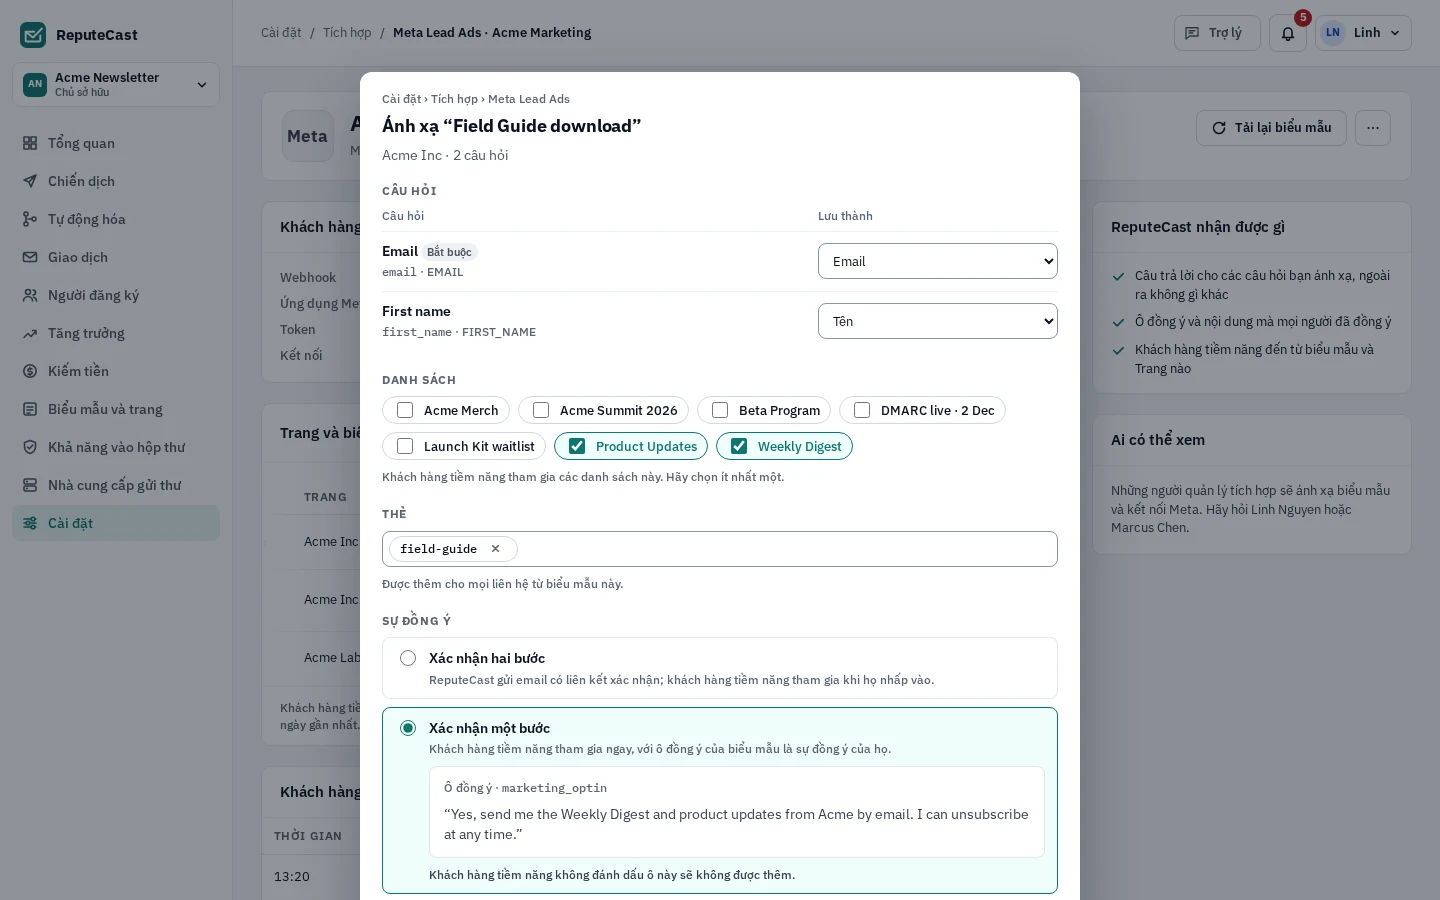 ReputeCast
AN
Acme Newsletter
Chủ sở hữu
Tổng quan
Chiến dịch
Tự động hóa
Giao dịch
Người đăng ký
Tăng trưởng
Kiếm tiền
Biểu mẫu và trang
Khả năng vào hộp thư
Nhà cung cấp gửi thư
Cài đặt
Cài đặt / Tích hợp / Meta Lead Ads · Acme Marketing
Trợ lý
5
LN
Linh
Meta
Tải lại biểu mẫu
Khách hàng
Webhook
Ứng dụng Me
Token
Kết nối
Trang và biể
TRANG
Acme Inc
Acme Inc
Acme Lab
Khách hàng tiề
ngày gần nhất.
Khách hàng
THỜI GIAN
13:20
Cài đặt › Tích hợp › Meta Lead Ads
Ánh xạ “Field Guide download”
Acme Inc · 2 câu hỏi
CÂU HỎI
Câu hỏi
Lưu thành
Email Bắt buộc
email · EMAIL
Email
First name
first_name · FIRST_NAME
Tên
DANH SÁCH
Acme Merch
Acme Summit 2026
Beta Program
DMARC live · 2 Dec
Launch Kit waitlist
Product Updates
Weekly Digest
Khách hàng tiềm năng tham gia các danh sách này. Hãy chọn ít nhất một.
THẺ
field-guide ×
Được thêm cho mọi liên hệ từ biểu mẫu này.
SỰ ĐỒNG Ý
Xác nhận hai bước
ReputeCast gửi email có liên kết xác nhận; khách hàng tiềm năng tham gia khi họ nhấp vào.
Xác nhận một bước
Khách hàng tiềm năng tham gia ngay, với ô đồng ý của biểu mẫu là sự đồng ý của họ.
Ô đồng ý · marketing_optin
“Yes, send me the Weekly Digest and product updates from Acme by email. I can unsubscribe
at any time.”
Khách hàng tiềm năng không đánh dấu ô này sẽ không được thêm.
ReputeCast nhận được gì
Câu trả lời cho các câu hỏi bạn ánh xạ, ngoài
ra không gì khác
Ô đồng ý và nội dung mà mọi người đã đồng ý
Khách hàng tiềm năng đến từ biểu mẫu và
Trang nào
Ai có thể xem
Những người quản lý tích hợp sẽ ánh xạ biểu mẫu
và kết nối Meta. Hãy hỏi Linh Nguyen hoặc
Marcus Chen.